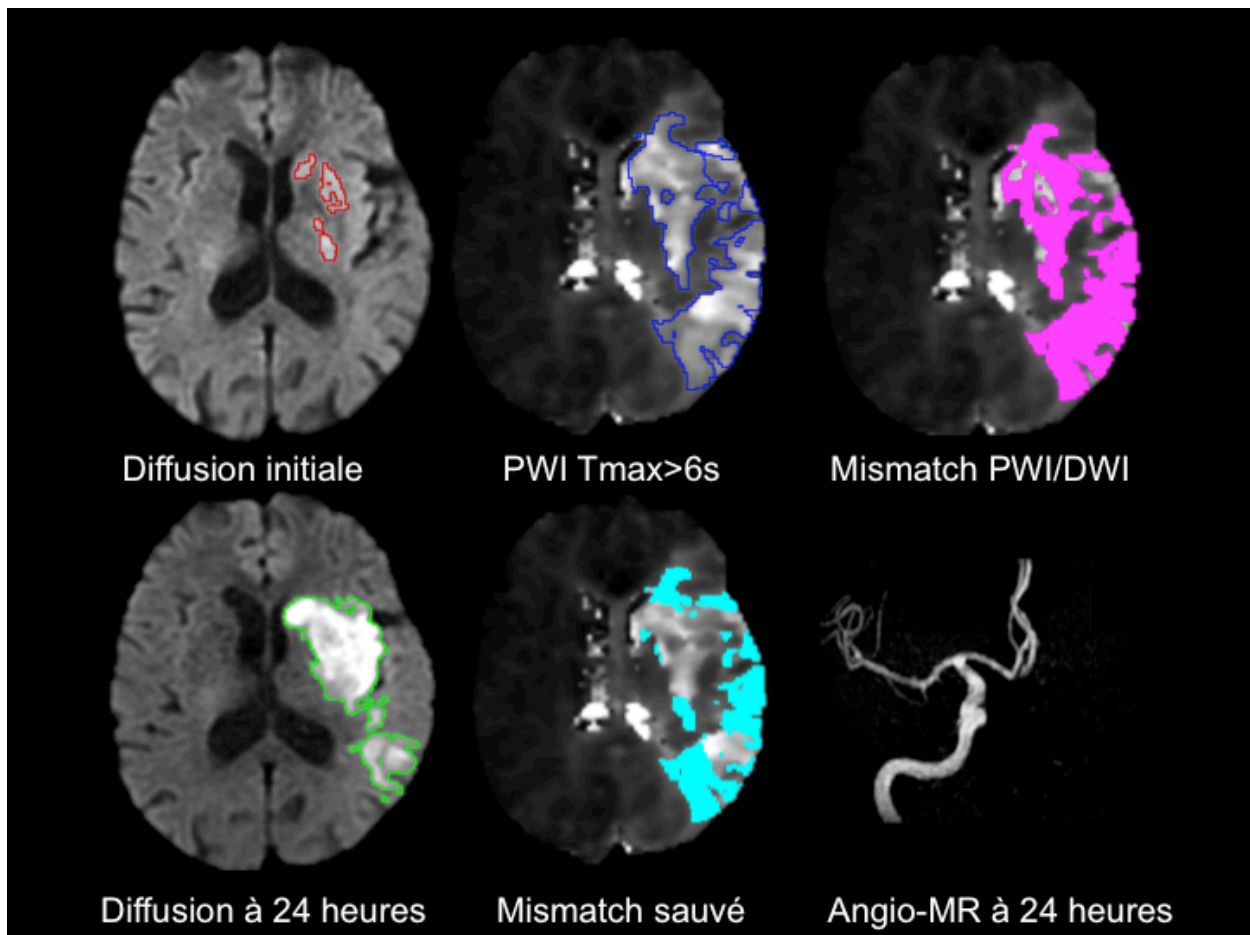 Diffusion initiale
PWI Tmax>6s
Mismatch PWI/DWI
Diffusion à 24 heures
Mismatch sauvé
Angio-MR à 24 heures